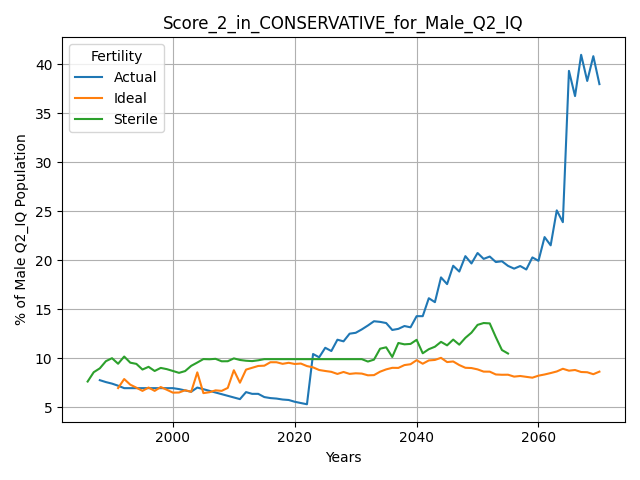 Score_2_in_CONSERVATIVE_for_Male_Q2_IQ
Fertility
Actual
Ideal
Sterile
% of Male Q2_IQ Population
40
35
30
25
20
15
10
5
2000
2020
2040
2060
Years